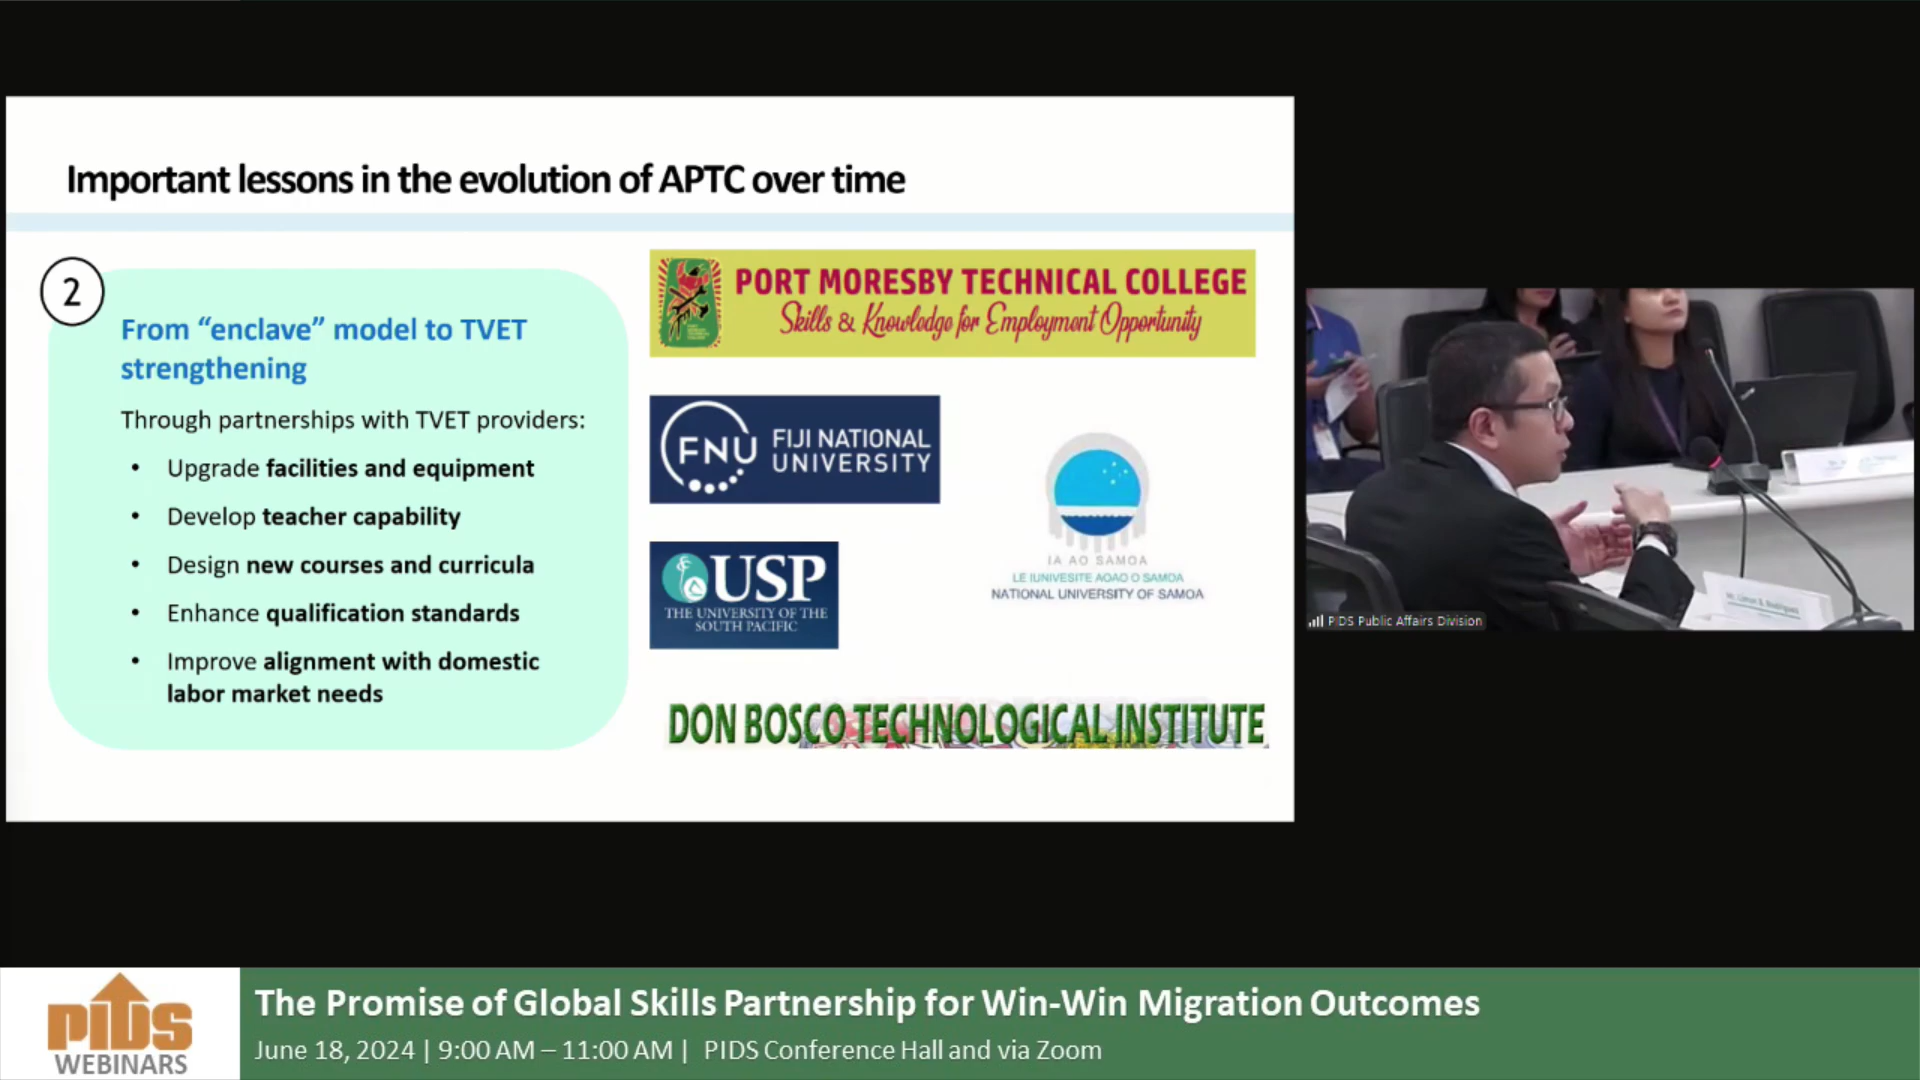 Important lessons in the evolution of APTC over time
2
From “enclave” model to TVET
strengthening
Through partnerships with TVET providers:
• Upgrade facilities and equipment
• Develop teacher capability
• Design new courses and curricula
• Enhance qualification standards
• Improve alignment with domestic
labor market needs
PORT MORESBY TECHNICAL COLLEGE
Skills & Knowledge for Employment Opportunity
FNU
FIJI NATIONAL
UNIVERSITY
USP
THE UNIVERSITY OF THE
SOUTH PACIFIC
IA AO SAMOA
LE IUNIVESITE AOAO O SAMOA
NATIONAL UNIVERSITY OF SAMOA
DON BOSCO TECHNOLOGICAL INSTITUTE
PIDS Public Affairs Division
PIDS
WEBINARS
The Promise of Global Skills Partnership for Win-Win Migration Outcomes
June 18, 2024 | 9:00 AM – 11:00 AM | PIDS Conference Hall and via Zoom